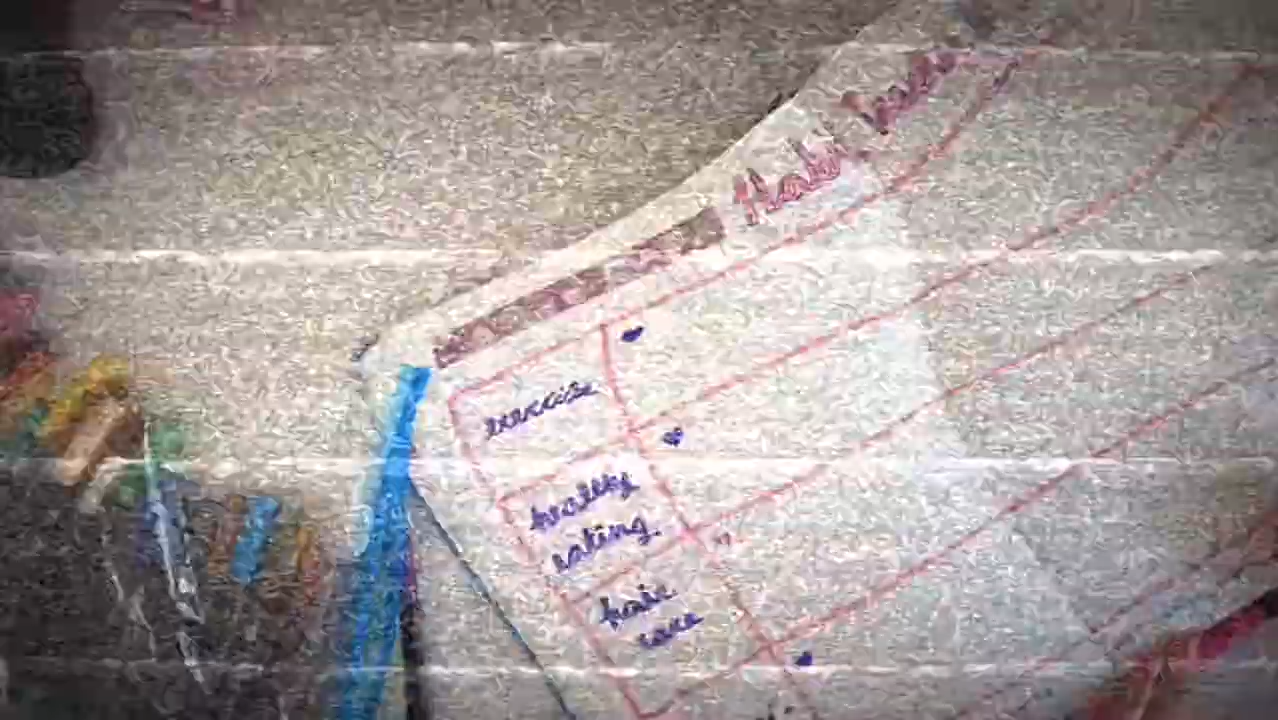 Habit
exercise
healthy
eating
hair
care